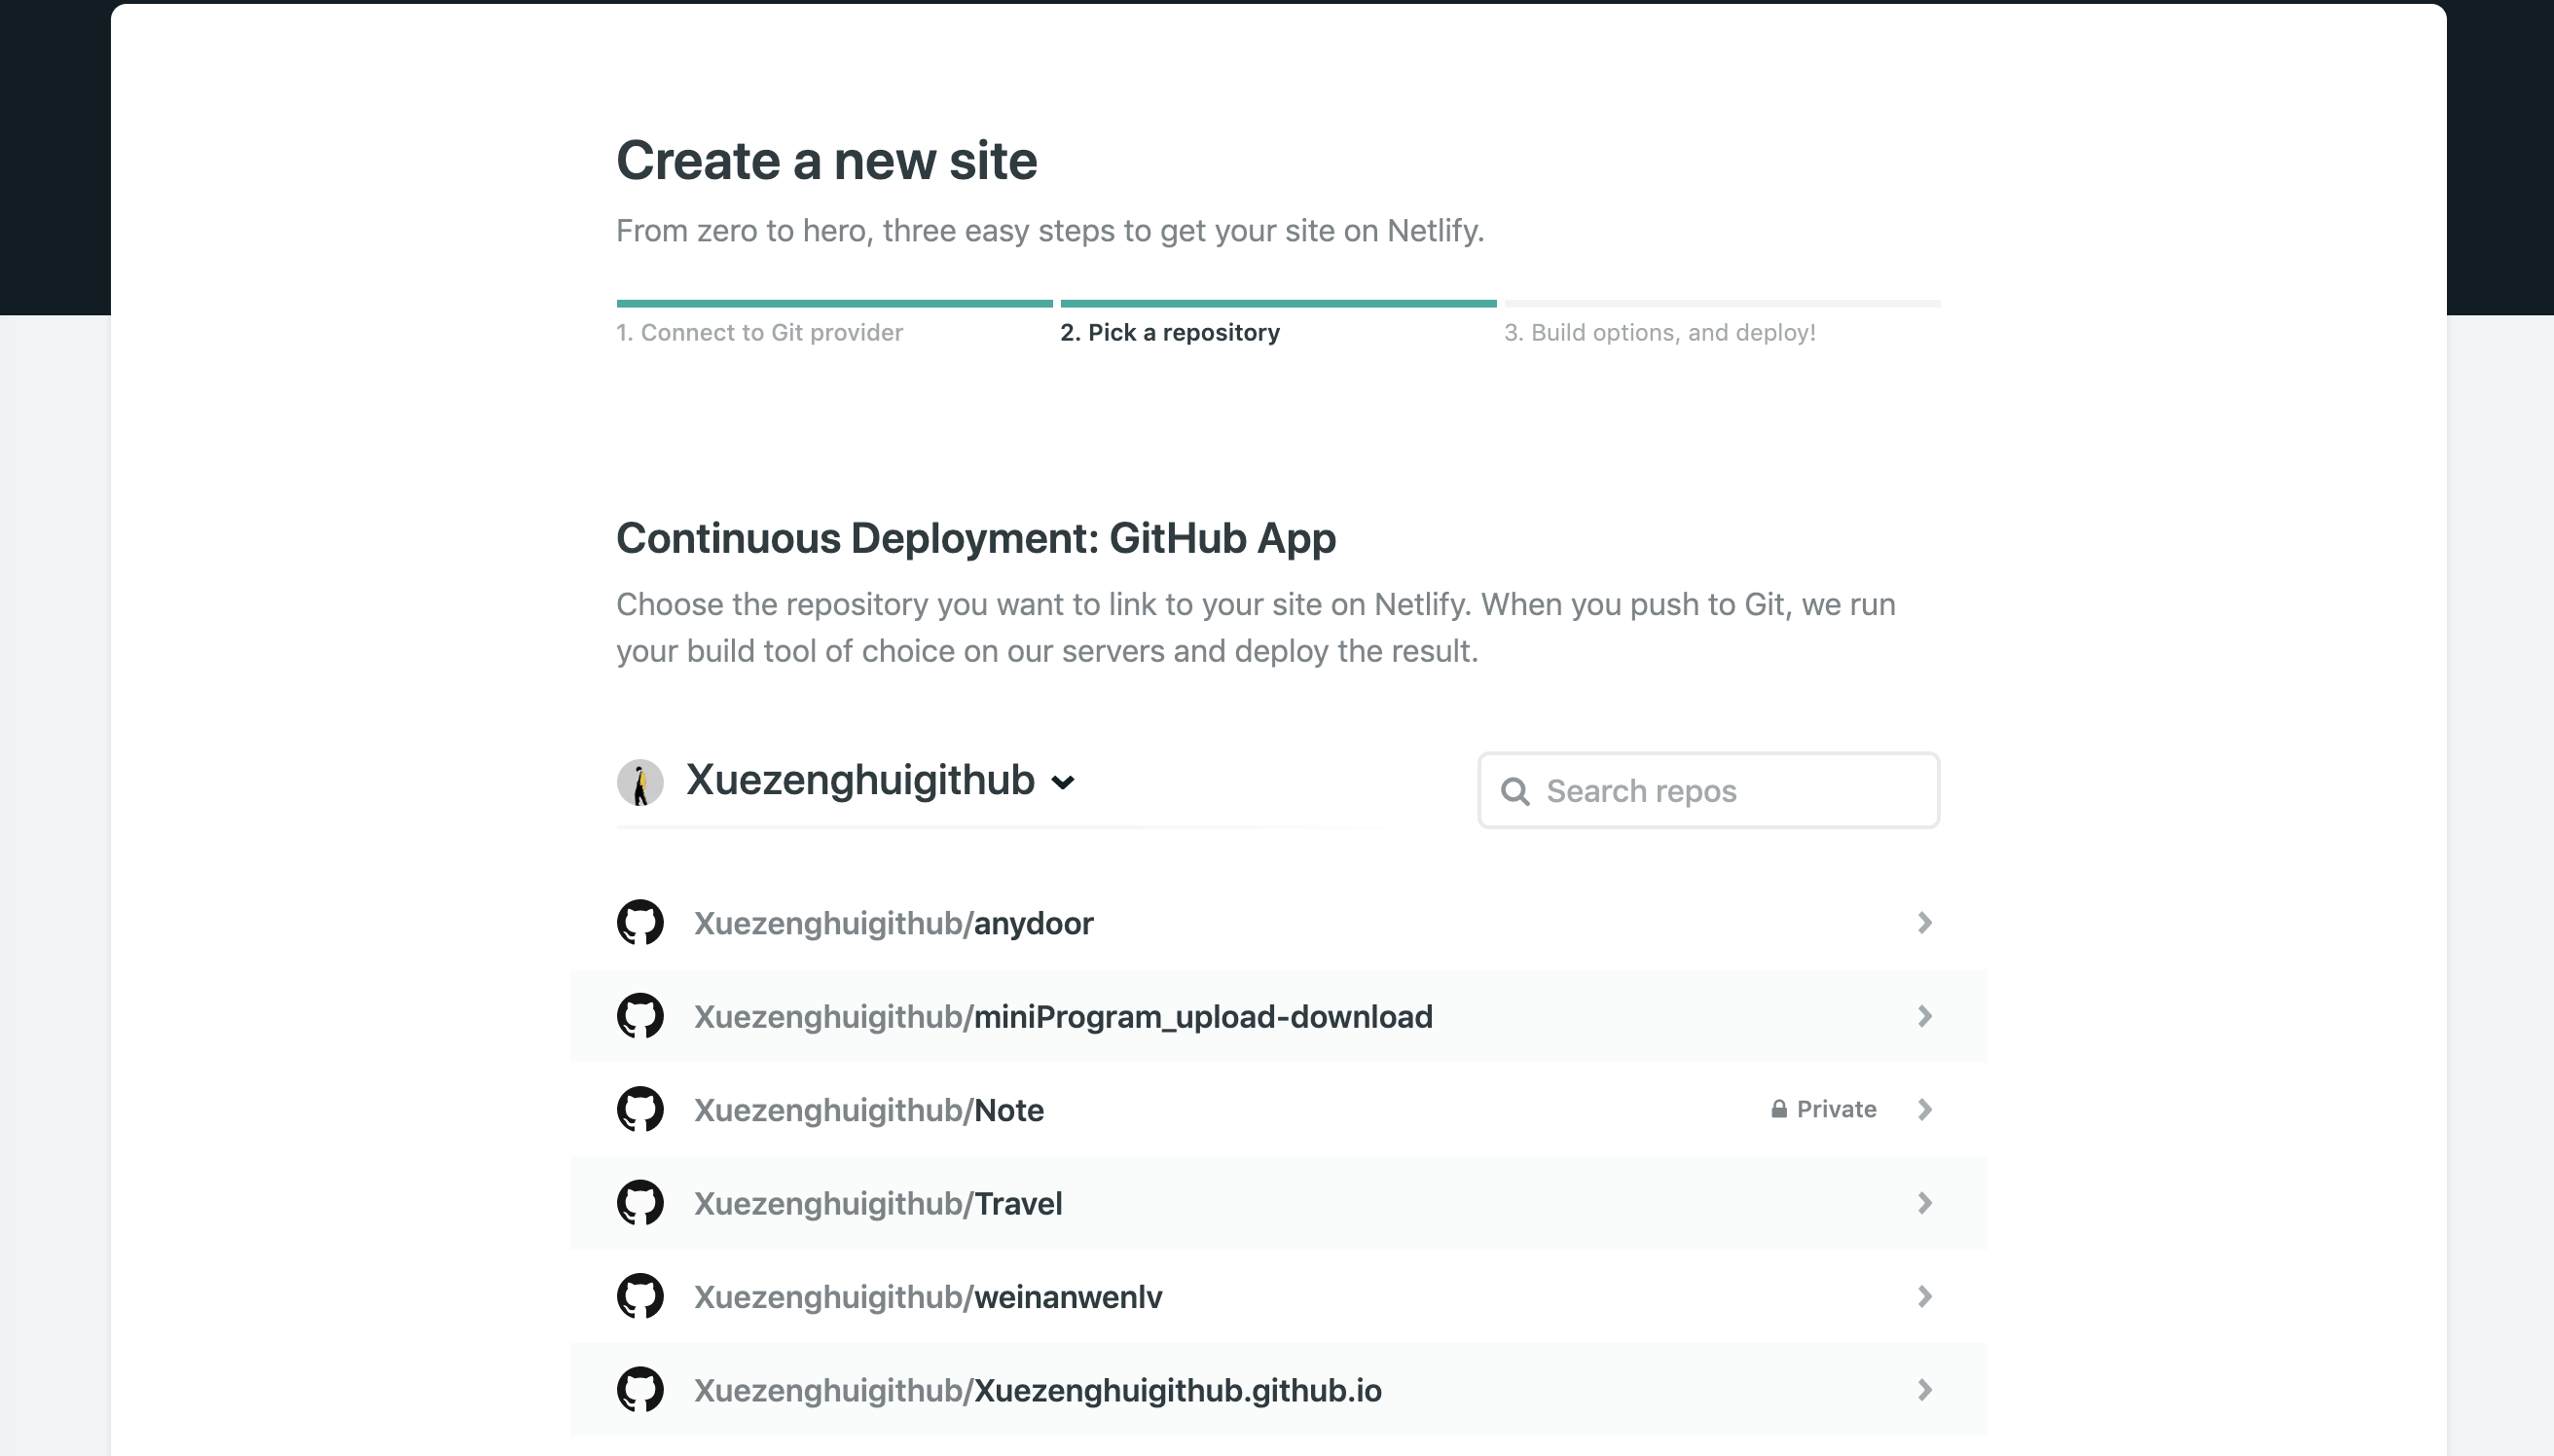 Create a new site
From zero to hero, three easy steps to get your site on Netlify.
1. Connect to Git provider
2. Pick a repository
3. Build options, and deploy!
Continuous Deployment: GitHub App
Choose the repository you want to link to your site on Netlify. When you push to Git, we run
your build tool of choice on our servers and deploy the result.
Xuezenghuigithub
Search repos
Xuezenghuigithub/anydoor
Xuezenghuigithub/miniProgram_upload-download
Xuezenghuigithub/Note
Private
Xuezenghuigithub/Travel
Xuezenghuigithub/weinanwenlv
Xuezenghuigithub/Xuezenghuigithub.github.io